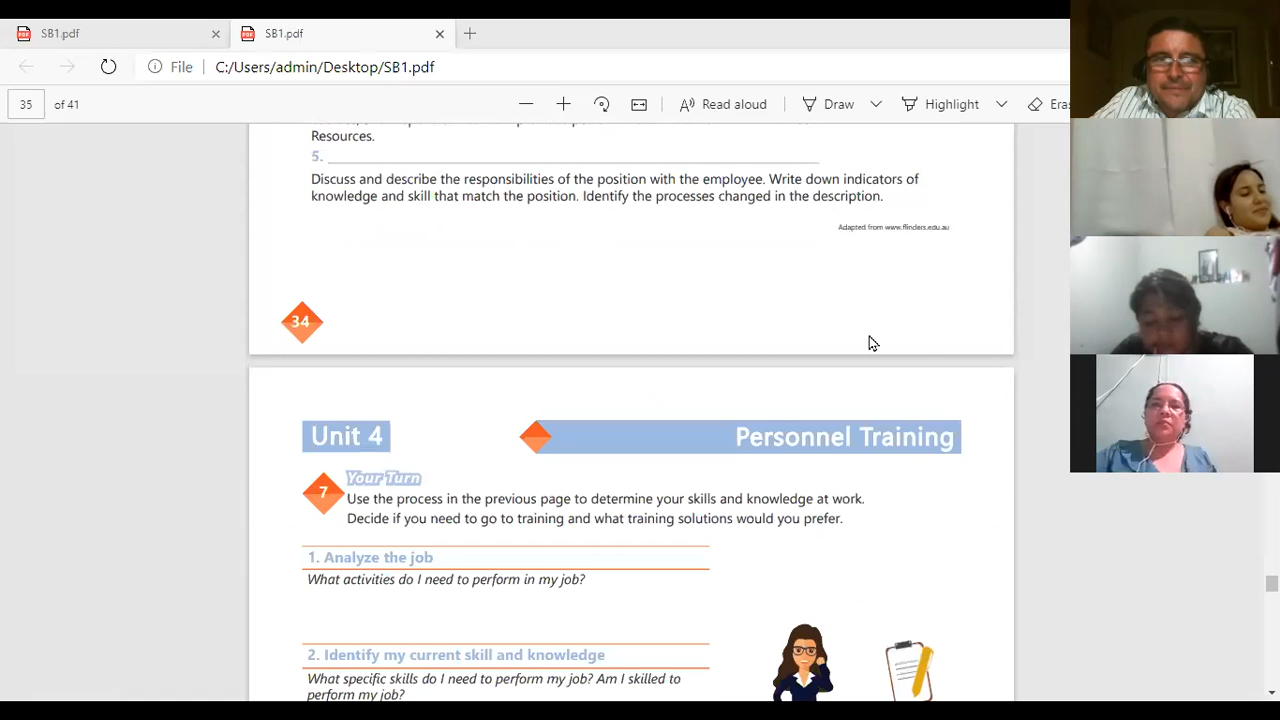 SB1.pdf
SB1.pdf
File
C:/Users/admin/Desktop/SB1.pdf
35 of 41
Read aloud
Draw
Highlight
Resources.
5.
Discuss and describe the responsibilities of the position with the employee. Write down indicators of
knowledge and skill that match the position. Identify the processes changed in the description.
Adapted from www.flinders.edu.au
34
Unit 4
Personnel Training
7
Your Turn
Use the process in the previous page to determine your skills and knowledge at work.
Decide if you need to go to training and what training solutions would you prefer.
1. Analyze the job
What activities do I need to perform in my job?
2. Identify my current skill and knowledge
What specific skills do I need to perform my job? Am I skilled to
perform my job?